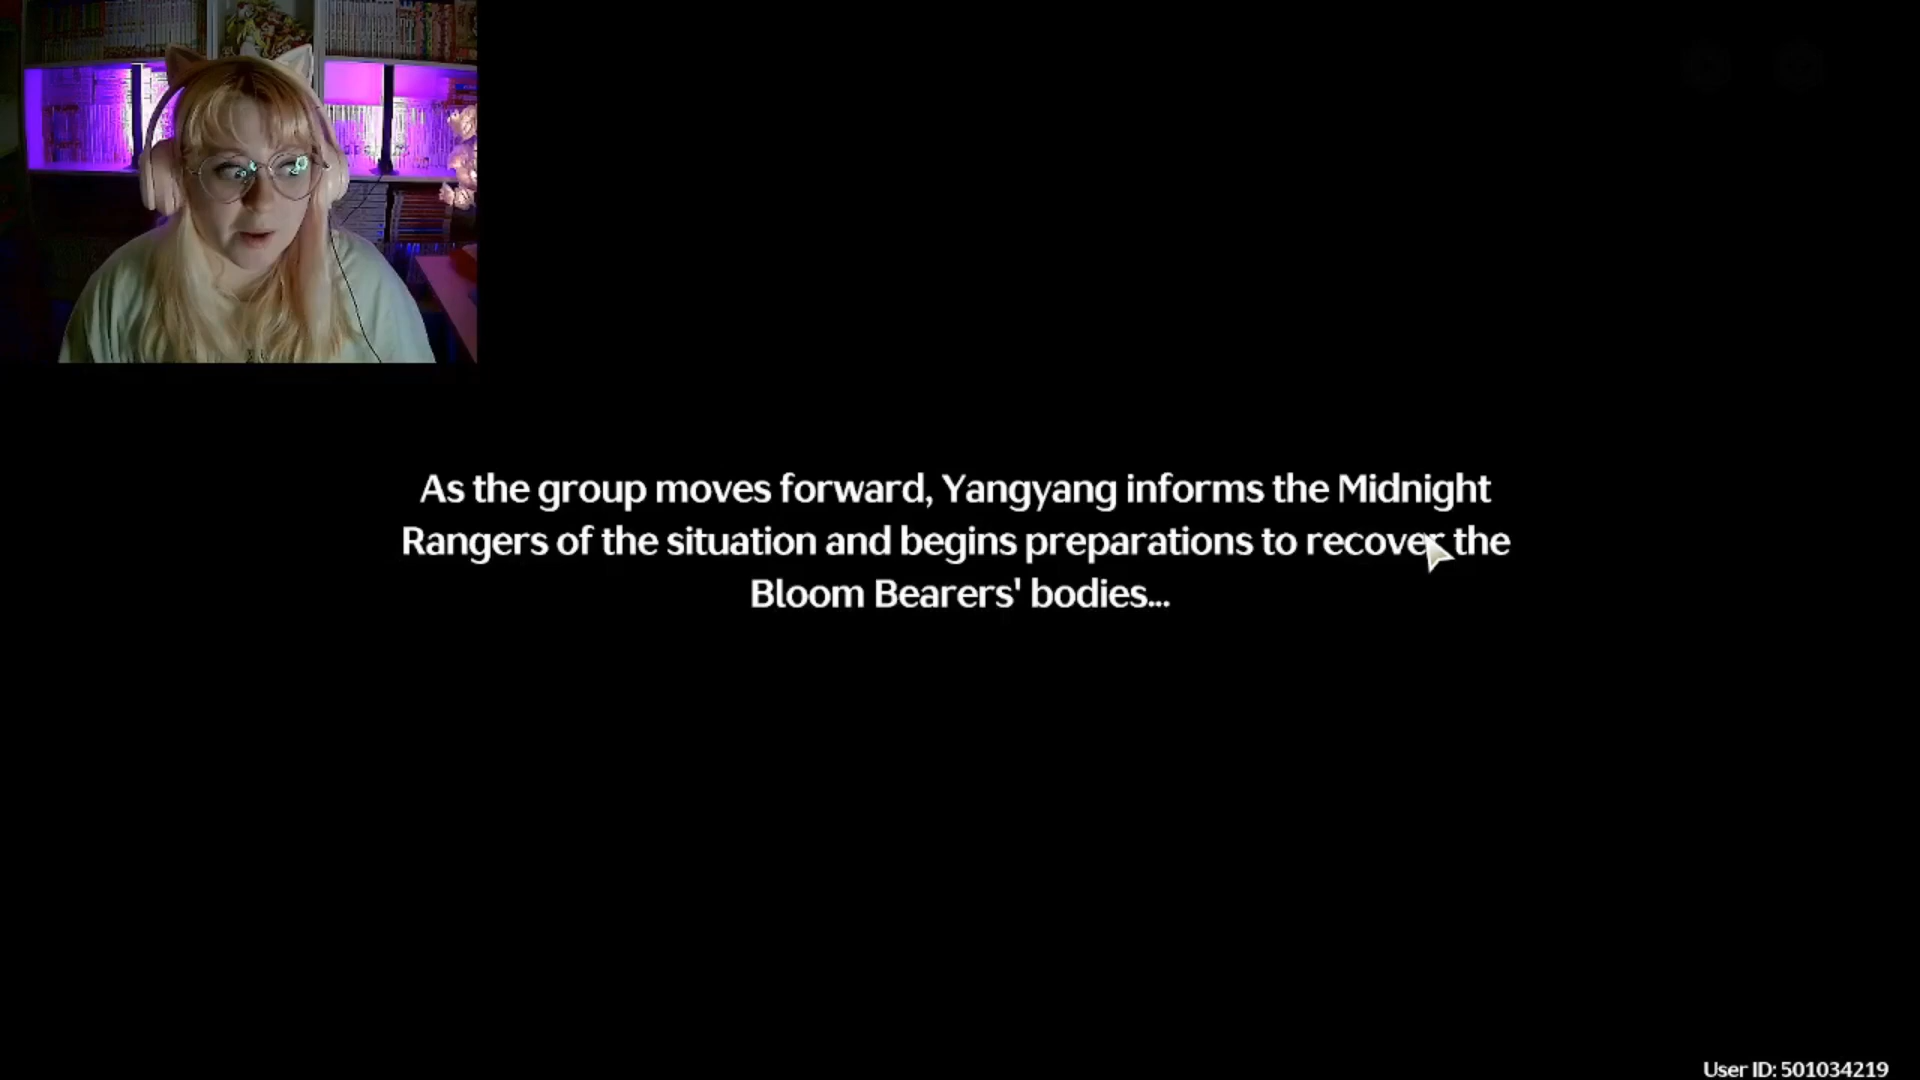 As the group moves forward, Yangyang informs the Midnight
Rangers of the situation and begins preparations to recover the
Bloom Bearers' bodies...
User ID: 501034219